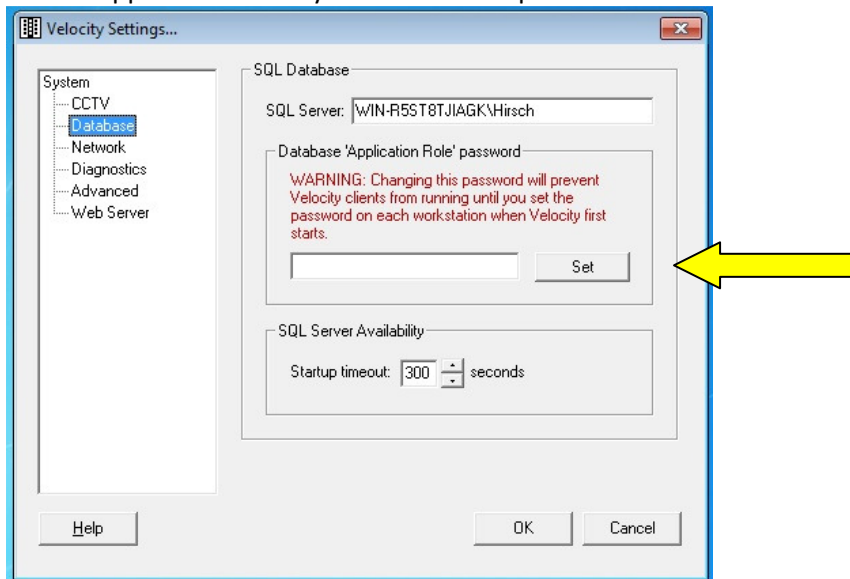 Velocity Settings...
System
CCTV
Database
Network
Diagnostics
Advanced
Web Server
SQL Database
SQL Server: WIN-R5ST8TJIAGK\Hirsch
Database 'Application Role' password
WARNING: Changing this password will prevent
Velocity clients from running until you set the
password on each workstation when Velocity first
starts.
Set
SQL Server Availability
Startup timeout: 300 seconds
Help
OK
Cancel